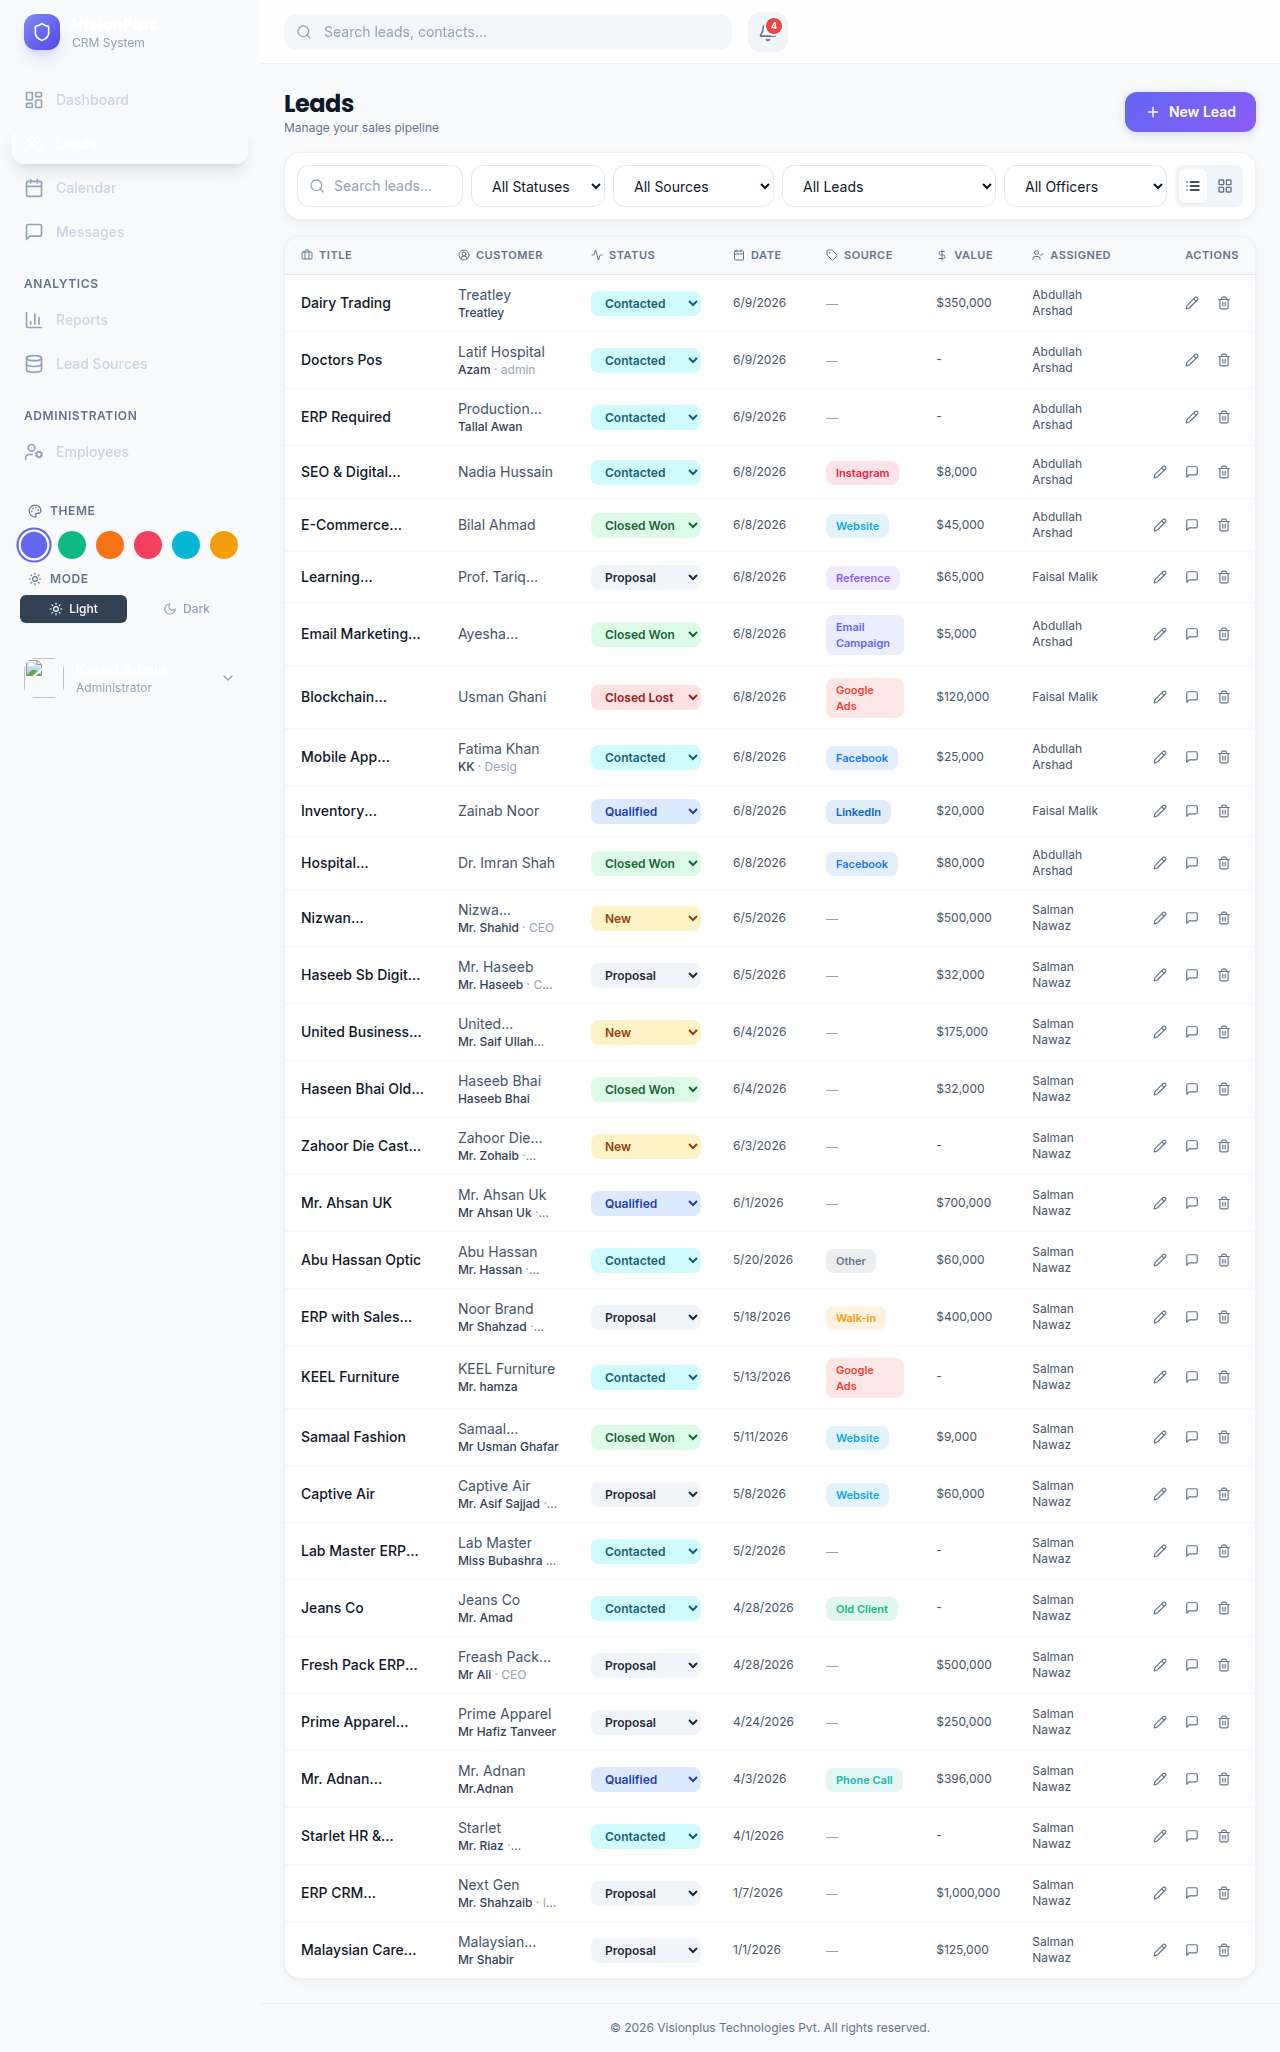 VisionPlus
CRM System
Search leads, contacts...
4
Dashboard
Leads
Calendar
Messages
ANALYTICS
Reports
Lead Sources
ADMINISTRATION
Employees
THEME
MODE
Light Dark
Kashif Admin
Administrator
Leads
Manage your sales pipeline
New Lead
Search leads... All Statuses All Sources All Leads All Officers
TITLE CUSTOMER STATUS DATE SOURCE VALUE ASSIGNED ACTIONS
Dairy Trading Treatley Treatley Contacted 6/9/2026 — $350,000 Abdullah Arshad
Doctors Pos Latif Hospital Azam · admin Contacted 6/9/2026 — - Abdullah Arshad
ERP Required Production... Tallal Awan Contacted 6/9/2026 — - Abdullah Arshad
SEO & Digital... Nadia Hussain Contacted 6/8/2026 Instagram $8,000 Abdullah Arshad
E-Commerce... Bilal Ahmad Closed Won 6/8/2026 Website $45,000 Abdullah Arshad
Learning... Prof. Tariq... Proposal 6/8/2026 Reference $65,000 Faisal Malik
Email Marketing... Ayesha... Closed Won 6/8/2026 Email Campaign $5,000 Abdullah Arshad
Blockchain... Usman Ghani Closed Lost 6/8/2026 Google Ads $120,000 Faisal Malik
Mobile App... Fatima Khan KK · Desig Contacted 6/8/2026 Facebook $25,000 Abdullah Arshad
Inventory... Zainab Noor Qualified 6/8/2026 LinkedIn $20,000 Faisal Malik
Hospital... Dr. Imran Shah Closed Won 6/8/2026 Facebook $80,000 Abdullah Arshad
Nizwan... Nizwa... Mr. Shahid · CEO New 6/5/2026 — $500,000 Salman Nawaz
Haseeb Sb Digit... Mr. Haseeb Mr. Haseeb · C... Proposal 6/5/2026 — $32,000 Salman Nawaz
United Business... United... Mr. Saif Ullah... New 6/4/2026 — $175,000 Salman Nawaz
Haseen Bhai Old... Haseeb Bhai Haseeb Bhai Closed Won 6/4/2026 — $32,000 Salman Nawaz
Zahoor Die Cast... Zahoor Die... Mr. Zohaib ·... New 6/3/2026 — - Salman Nawaz
Mr. Ahsan UK Mr. Ahsan Uk Mr Ahsan Uk ·... Qualified 6/1/2026 — $700,000 Salman Nawaz
Abu Hassan Optic Abu Hassan Mr. Hassan ·... Contacted 5/20/2026 Other $60,000 Salman Nawaz
ERP with Sales... Noor Brand Mr Shahzad ·... Proposal 5/18/2026 Walk-in $400,000 Salman Nawaz
KEEL Furniture KEEL Furniture Mr. hamza Contacted 5/13/2026 Google Ads - Salman Nawaz
Samaal Fashion Samaal... Mr Usman Ghafar Closed Won 5/11/2026 Website $9,000 Salman Nawaz
Captive Air Captive Air Mr. Asif Sajjad ·... Proposal 5/8/2026 Website $60,000 Salman Nawaz
Lab Master ERP... Lab Master Miss Bubashra ... Contacted 5/2/2026 — - Salman Nawaz
Jeans Co Jeans Co Mr. Amad Contacted 4/28/2026 Old Client - Salman Nawaz
Fresh Pack ERP... Freash Pack... Mr Ali · CEO Proposal 4/28/2026 — $500,000 Salman Nawaz
Prime Apparel... Prime Apparel Mr Hafiz Tanveer Proposal 4/24/2026 — $250,000 Salman Nawaz
Mr. Adnan... Mr. Adnan Mr.Adnan Qualified 4/3/2026 Phone Call $396,000 Salman Nawaz
Starlet HR &... Starlet Mr. Riaz ·... Contacted 4/1/2026 — - Salman Nawaz
ERP CRM... Next Gen Mr. Shahzaib · I... Proposal 1/7/2026 — $1,000,000 Salman Nawaz
Malaysian Care... Malaysian... Mr Shabir Proposal 1/1/2026 — $125,000 Salman Nawaz
© 2026 Visionplus Technologies Pvt. All rights reserved.